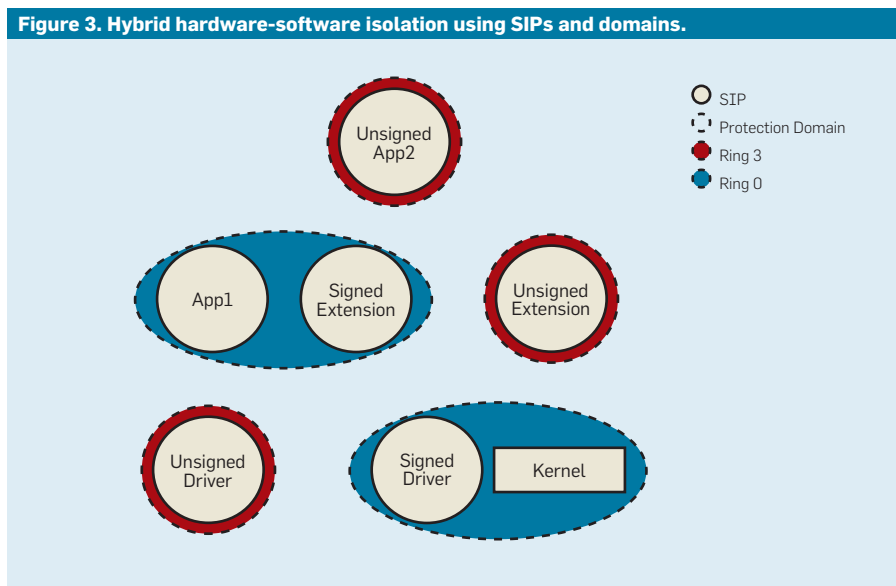 Figure 3. Hybrid hardware-software isolation using SIPs and domains.
Unsigned
App2
SIP
Protection Domain
Ring 3
Ring 0
App1
Signed
Extension
Unsigned
Extension
Unsigned
Driver
Signed
Driver
Kernel